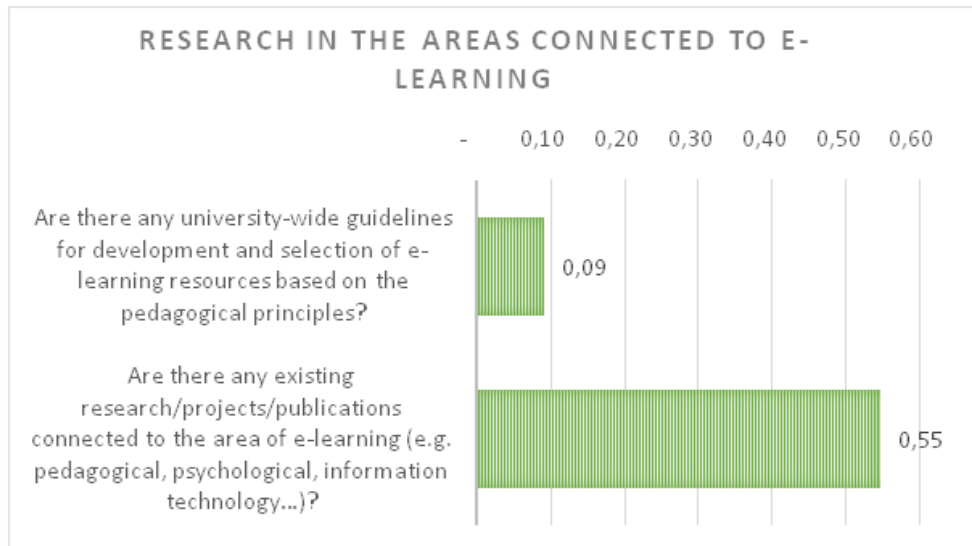 RESEARCH IN THE AREAS CONNECTED TO E-
LEARNING
- 0,10 0,20 0,30 0,40 0,50 0,60
Are there any university-wide guidelines
for development and selection of e-
learning resources based on the
pedagogical principles?
0,09
Are there any existing
research/projects/publications
connected to the area of e-learning (e.g.
pedagogical, psychological, information
technology...)?
0,55